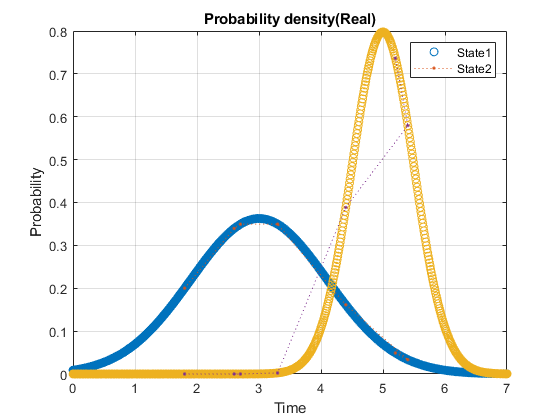 Probability density(Real)
State1
State2
Probability
0.8
0.7
0.6
0.5
0.4
0.3
0.2
0.1
0
0 1 2 3 4 5 6 7
Time